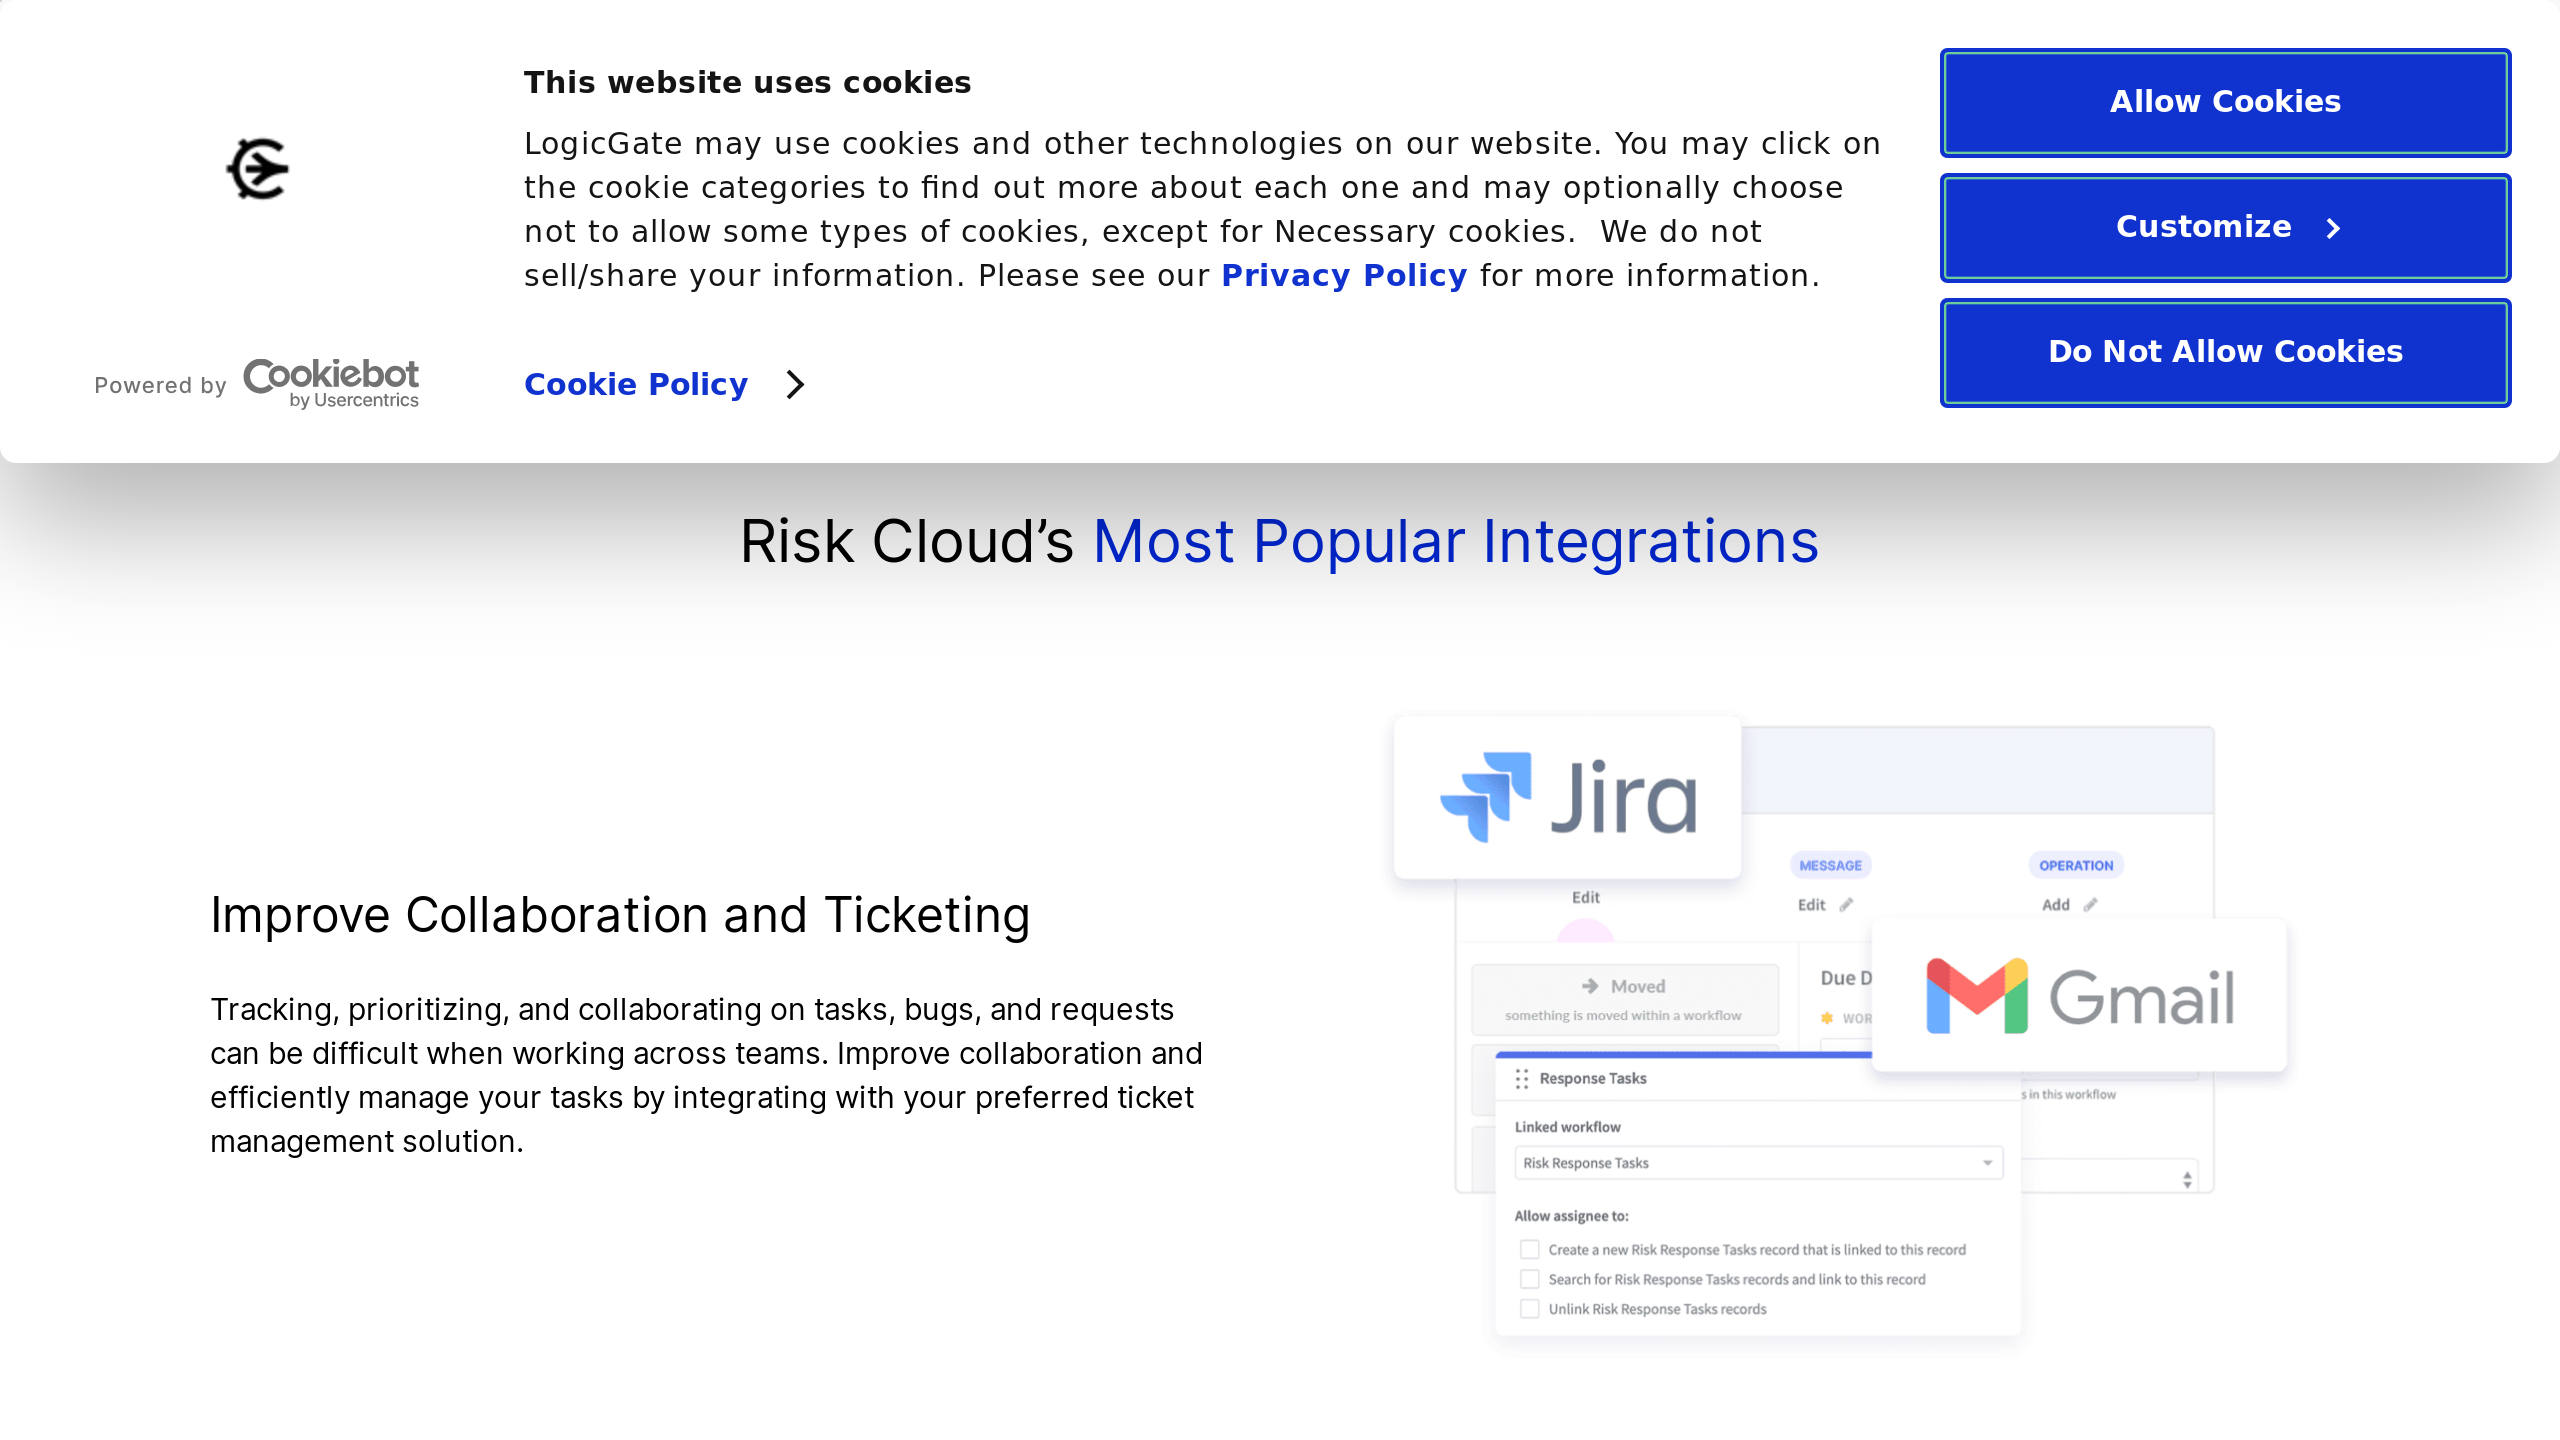 This website uses cookies
LogicGate may use cookies and other technologies on our website. You may click on
the cookie categories to find out more about each one and may optionally choose
not to allow some types of cookies, except for Necessary cookies.  We do not
sell/share your information. Please see our Privacy Policy for more information.
Powered by Cookiebot
by Usercentrics
Cookie Policy
Allow Cookies
Customize
Do Not Allow Cookies
Risk Cloud’s Most Popular Integrations
Improve Collaboration and Ticketing
Tracking, prioritizing, and collaborating on tasks, bugs, and requests
can be difficult when working across teams. Improve collaboration and
efficiently manage your tasks by integrating with your preferred ticket
management solution.
Jira
MESSAGE
OPERATION
Edit
Edit
Add
Moved
something is moved within a workflow
Due D
WOR
Gmail
s in this workflow
Response Tasks
Linked workflow
Risk Response Tasks
Allow assignee to:
Create a new Risk Response Tasks record that is linked to this record
Search for Risk Response Tasks records and link to this record
Unlink Risk Response Tasks records